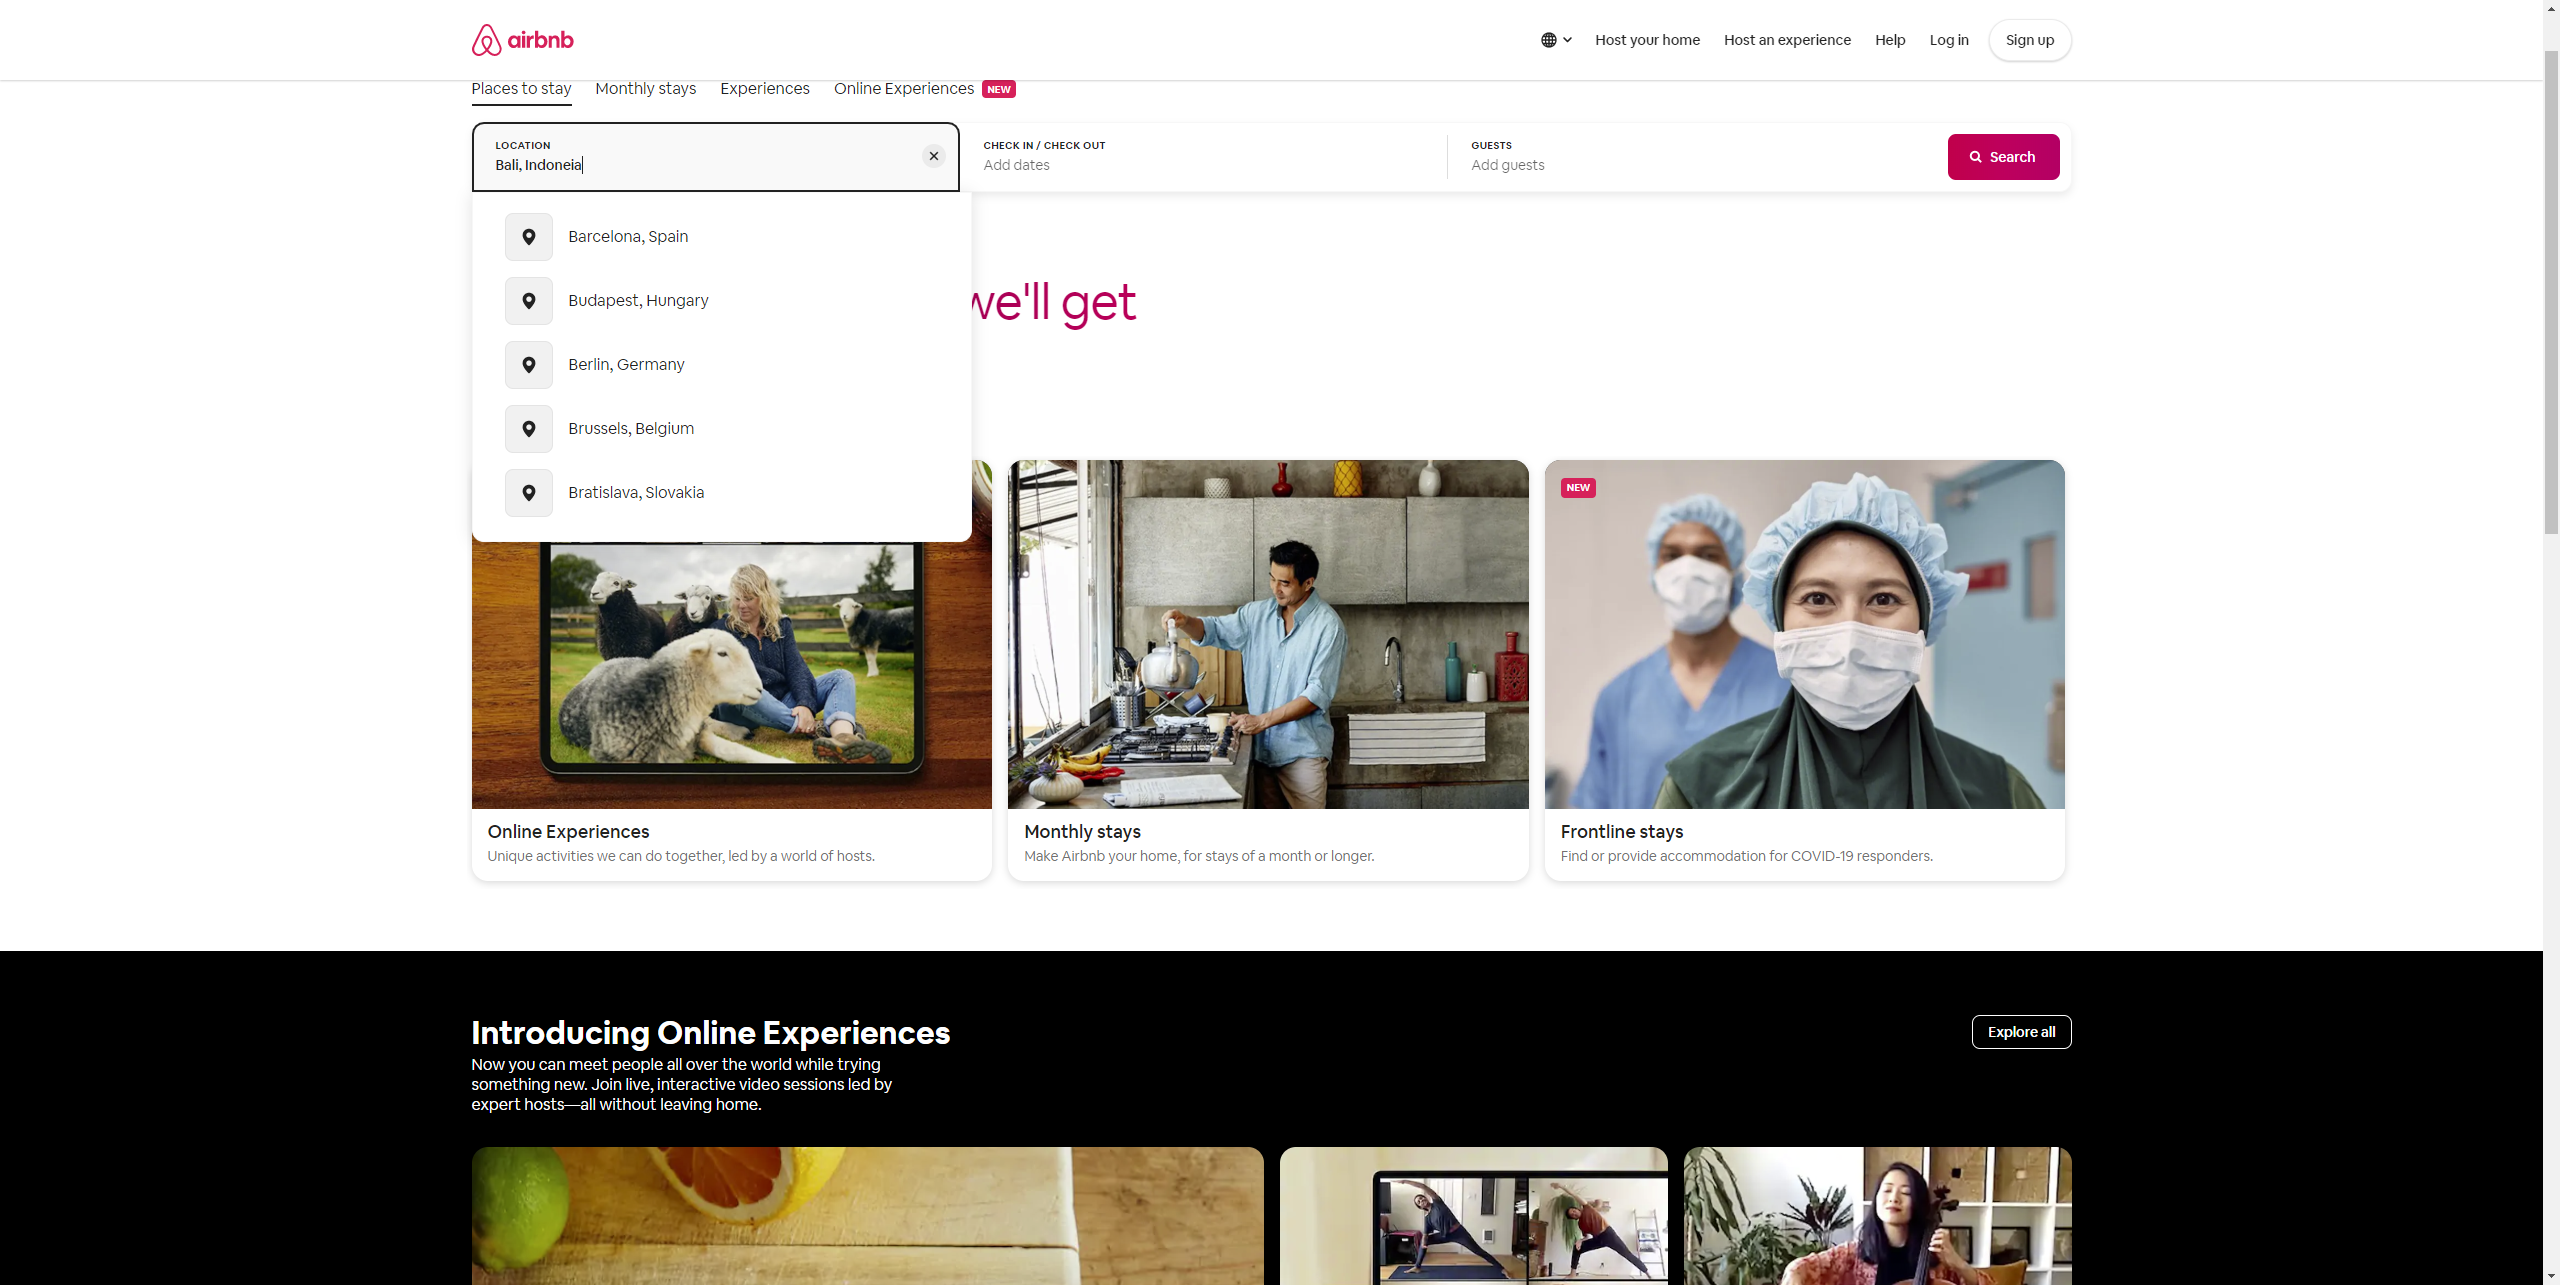 airbnb
Host your home
Host an experience
Help
Log in
Sign up
Places to stay
Monthly stays
Experiences
Online Experiences NEW
LOCATION
Bali, Indoneia
CHECK IN / CHECK OUT
Add dates
GUESTS
Add guests
Search
Barcelona, Spain
Budapest, Hungary
Berlin, Germany
Brussels, Belgium
Bratislava, Slovakia
we'll get
NEW
Online Experiences
Unique activities we can do together, led by a world of hosts.
Monthly stays
Make Airbnb your home, for stays of a month or longer.
Frontline stays
Find or provide accommodation for COVID-19 responders.
Introducing Online Experiences
Now you can meet people all over the world while trying
something new. Join live, interactive video sessions led by
expert hosts—all without leaving home.
Explore all